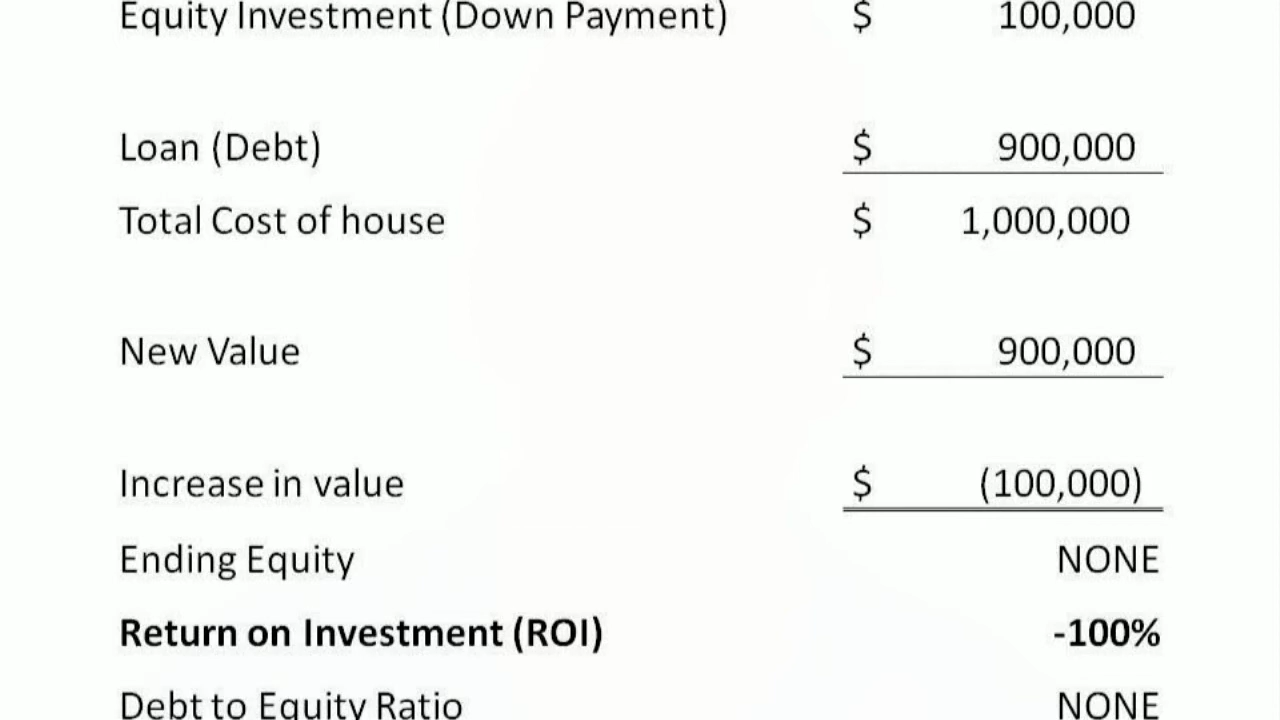 Equity Investment (Down Payment) $ 100,000
Loan (Debt) $ 900,000
Total Cost of house $ 1,000,000
New Value $ 900,000
Increase in value $ (100,000)
Ending Equity NONE
Return on Investment (ROI) -100%
Debt to Equity Ratio NONE